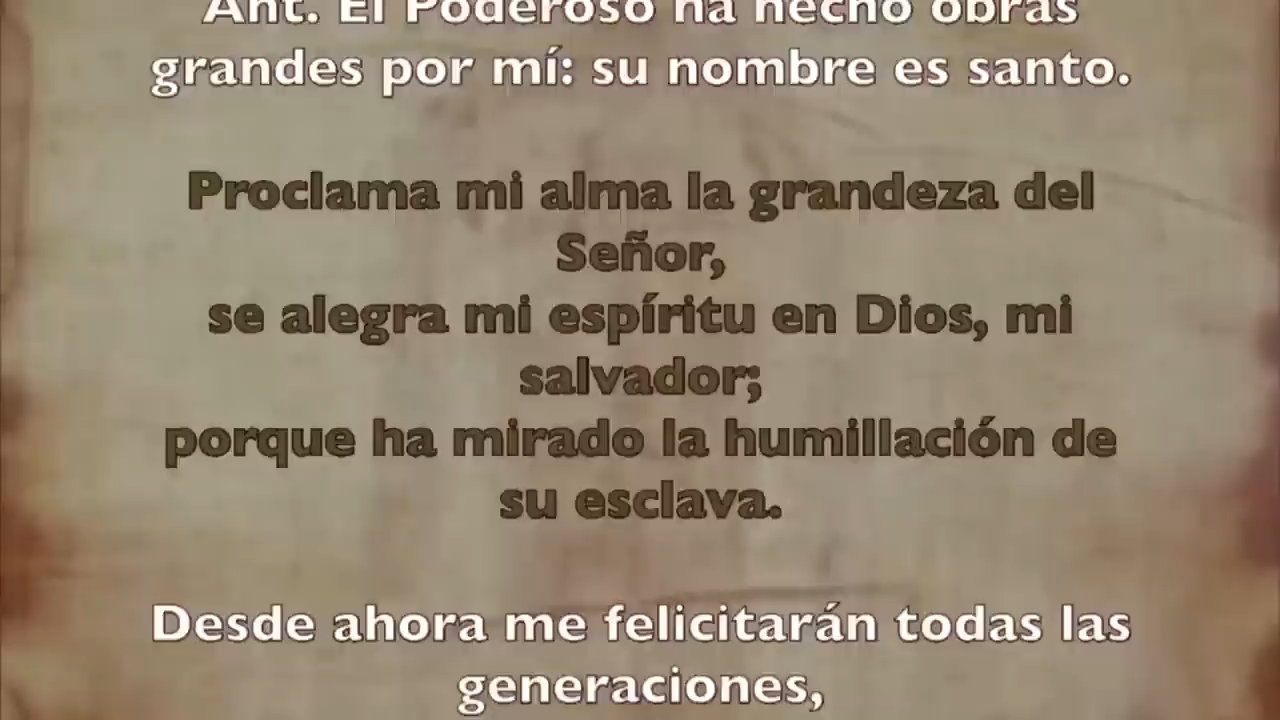 Ant. El Poderoso ha hecho obras
grandes por mí: su nombre es santo.
Proclama mi alma la grandeza del
Señor,
se alegra mi espíritu en Dios, mi
salvador;
porque ha mirado la humillación de
su esclava.
Desde ahora me felicitarán todas las
generaciones,